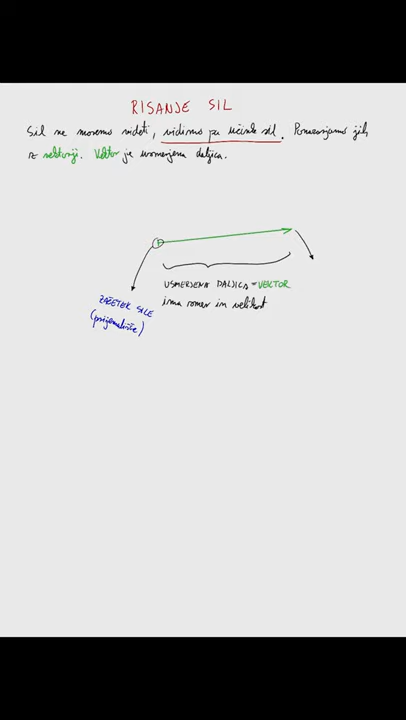 RISANJE SIL
Sil ne moremo videti, vidimo pa učinke sil. Ponazarjamo jih
z vektorji. Vektor je usmerjena daljica.
USMERJENA DALJICA = VEKTOR
ima smer in velikost
ZAČETEK SILE
(prijemališče)